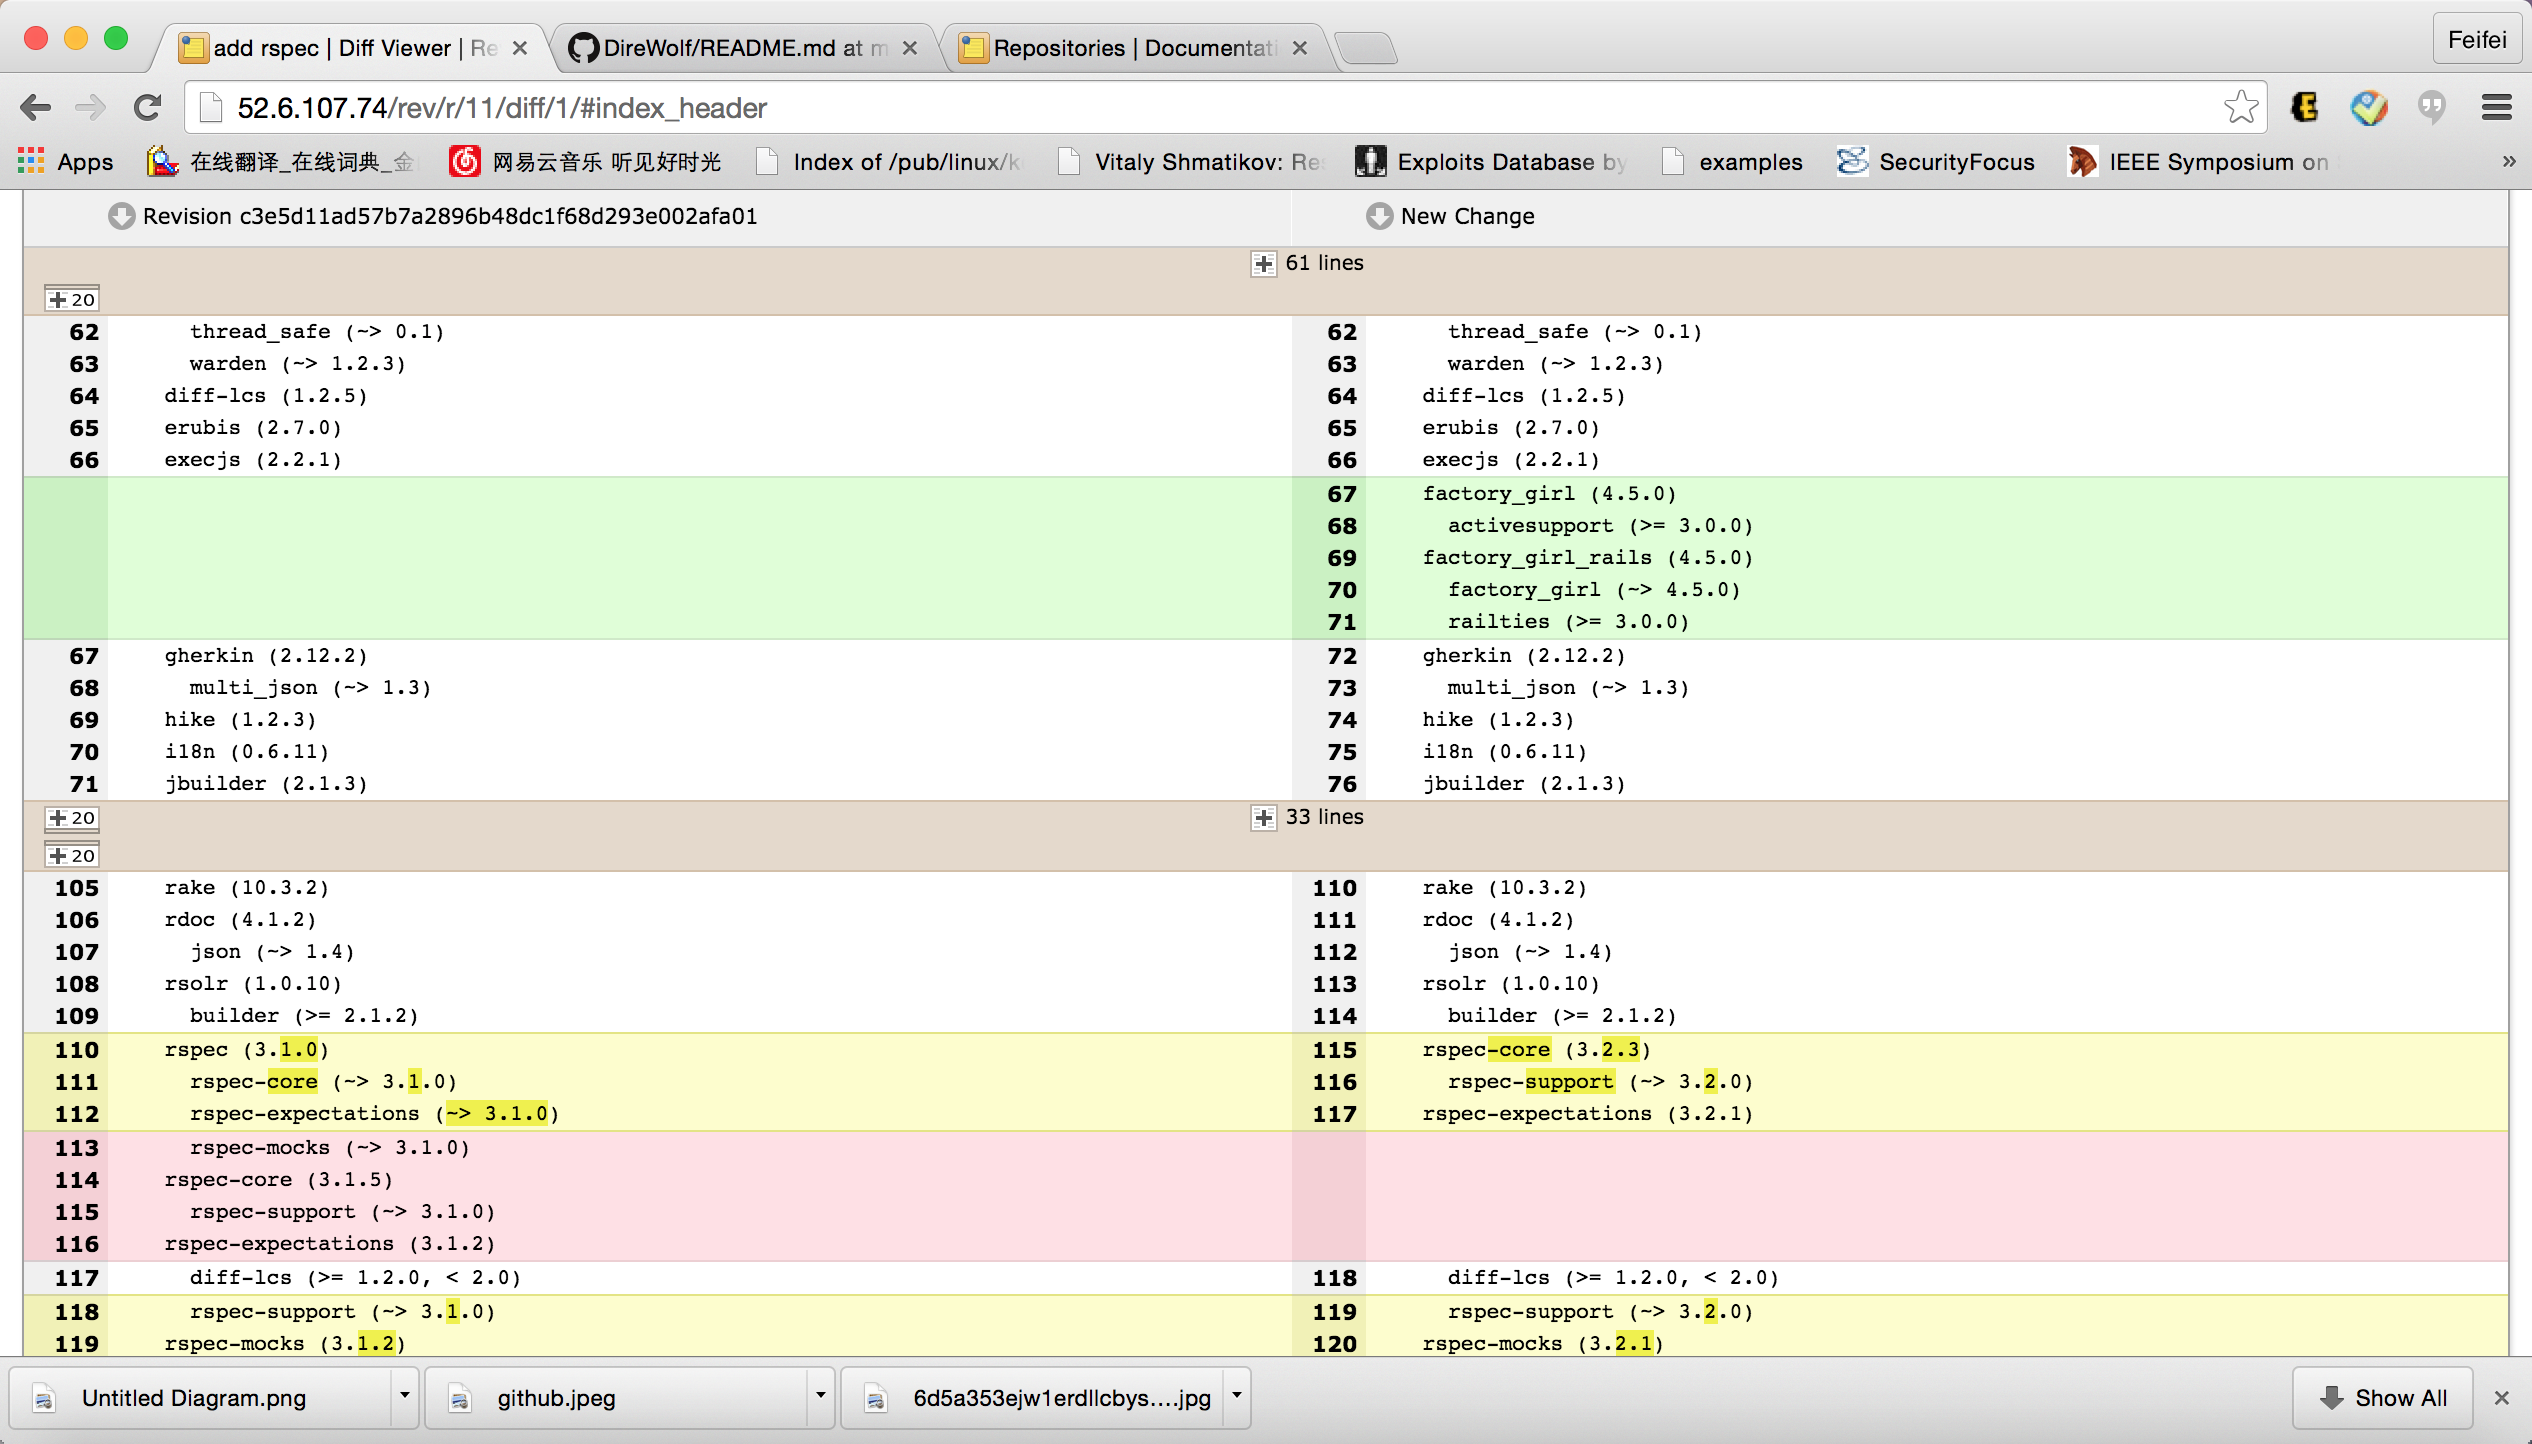 add rspec | Diff Viewer | Re
DireWolf/README.md at m
Repositories | Documentati
Feifei
52.6.107.74/rev/r/11/diff/1/#index_header
Apps
在线翻译_在线词典_金
网易云音乐 听见好时光
Index of /pub/linux/k
Vitaly Shmatikov: Res
Exploits Database by
examples
SecurityFocus
IEEE Symposium on
»
Revision c3e5d11ad57b7a2896b48dc1f68d293e002afa01
New Change
61 lines
20
62 thread_safe (~> 0.1) 62 thread_safe (~> 0.1)
63 warden (~> 1.2.3) 63 warden (~> 1.2.3)
64 diff-lcs (1.2.5) 64 diff-lcs (1.2.5)
65 erubis (2.7.0) 65 erubis (2.7.0)
66 execjs (2.2.1) 66 execjs (2.2.1)
67 factory_girl (4.5.0)
68 activesupport (>= 3.0.0)
69 factory_girl_rails (4.5.0)
70 factory_girl (~> 4.5.0)
71 railties (>= 3.0.0)
67 gherkin (2.12.2) 72 gherkin (2.12.2)
68 multi_json (~> 1.3) 73 multi_json (~> 1.3)
69 hike (1.2.3) 74 hike (1.2.3)
70 i18n (0.6.11) 75 i18n (0.6.11)
71 jbuilder (2.1.3) 76 jbuilder (2.1.3)
20 33 lines
20
105 rake (10.3.2) 110 rake (10.3.2)
106 rdoc (4.1.2) 111 rdoc (4.1.2)
107 json (~> 1.4) 112 json (~> 1.4)
108 rsolr (1.0.10) 113 rsolr (1.0.10)
109 builder (>= 2.1.2) 114 builder (>= 2.1.2)
110 rspec (3.1.0) 115 rspec-core (3.2.3)
111 rspec-core (~> 3.1.0) 116 rspec-support (~> 3.2.0)
112 rspec-expectations (~> 3.1.0) 117 rspec-expectations (3.2.1)
113 rspec-mocks (~> 3.1.0)
114 rspec-core (3.1.5)
115 rspec-support (~> 3.1.0)
116 rspec-expectations (3.1.2)
117 diff-lcs (>= 1.2.0, < 2.0) 118 diff-lcs (>= 1.2.0, < 2.0)
118 rspec-support (~> 3.1.0) 119 rspec-support (~> 3.2.0)
119 rspec-mocks (3.1.2) 120 rspec-mocks (3.2.1)
Untitled Diagram.png
github.jpeg
6d5a353ejw1erdllcbys....jpg
Show All